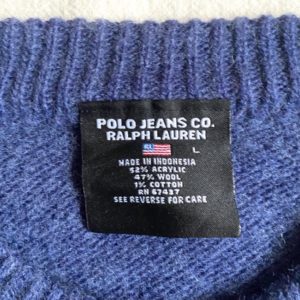 POLO JEANS CO.
RALPH LAUREN
L
MADE IN INDONESIA
52% ACRYLIC
47% WOOL
1% COTTON
RN 67437
SEE REVERSE FOR CARE